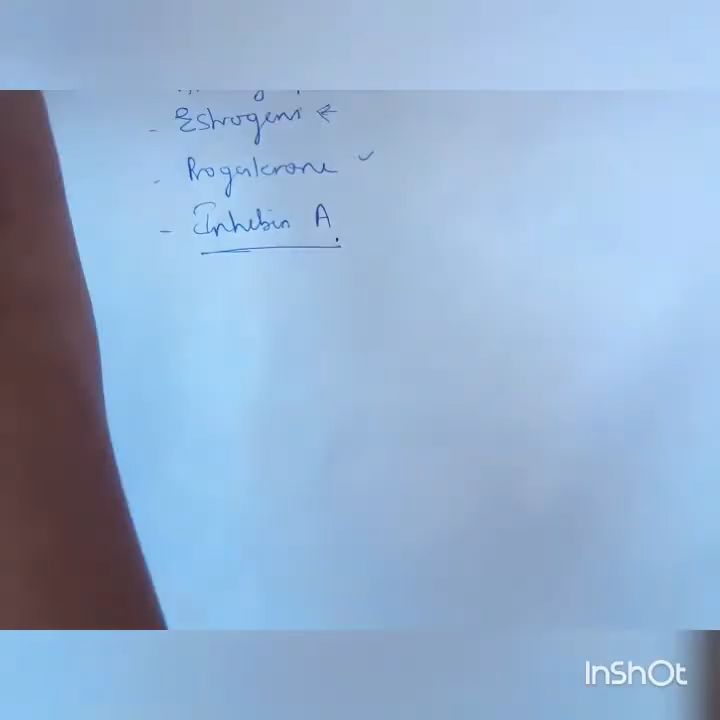 - Estrogens ←
- Progesterone ✓
- Inhibin A.
InShOt